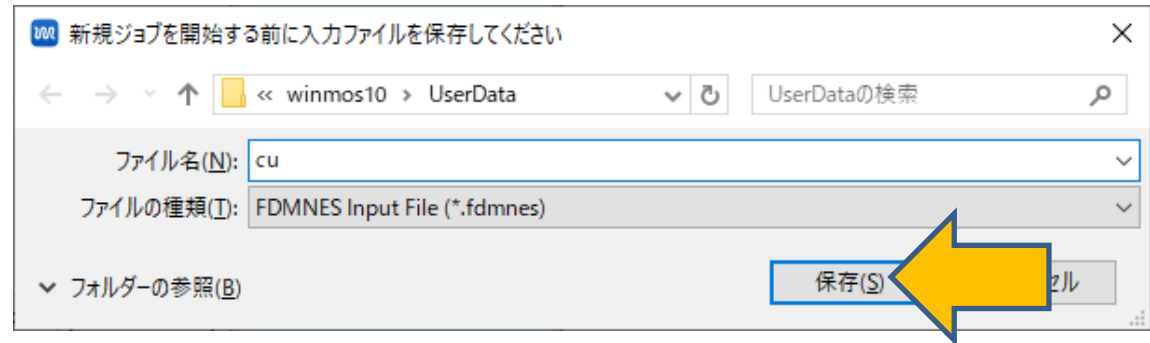 新規ジョブを開始する前に入力ファイルを保存してください
« winmos10 › UserData
UserDataの検索
ファイル名(N): cu
ファイルの種類(T): FDMNES Input File (*.fdmnes)
フォルダーの参照(B)
保存(S)